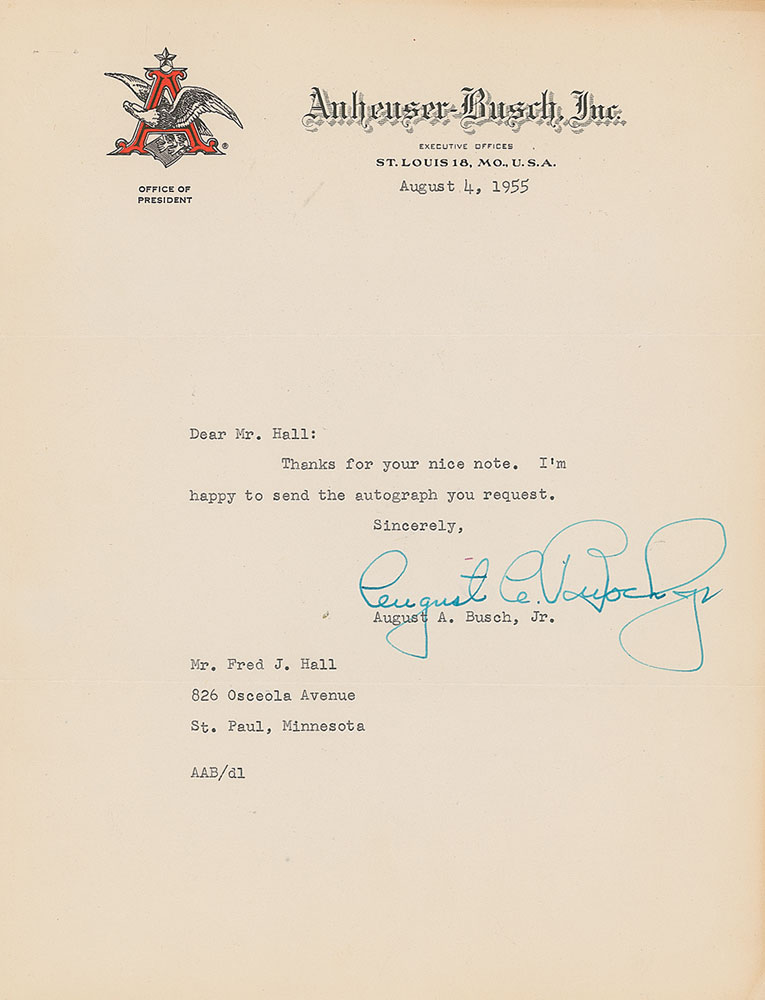 A
®
OFFICE OF
PRESIDENT
Anheuser-Busch, Inc.
EXECUTIVE OFFICES
ST. LOUIS 18, MO., U.S.A.
August 4, 1955
Dear Mr. Hall:
Thanks for your nice note. I'm
happy to send the autograph you request.
Sincerely,
August A. Busch Jr
August A. Busch, Jr.
Mr. Fred J. Hall
826 Osceola Avenue
St. Paul, Minnesota
AAB/dl